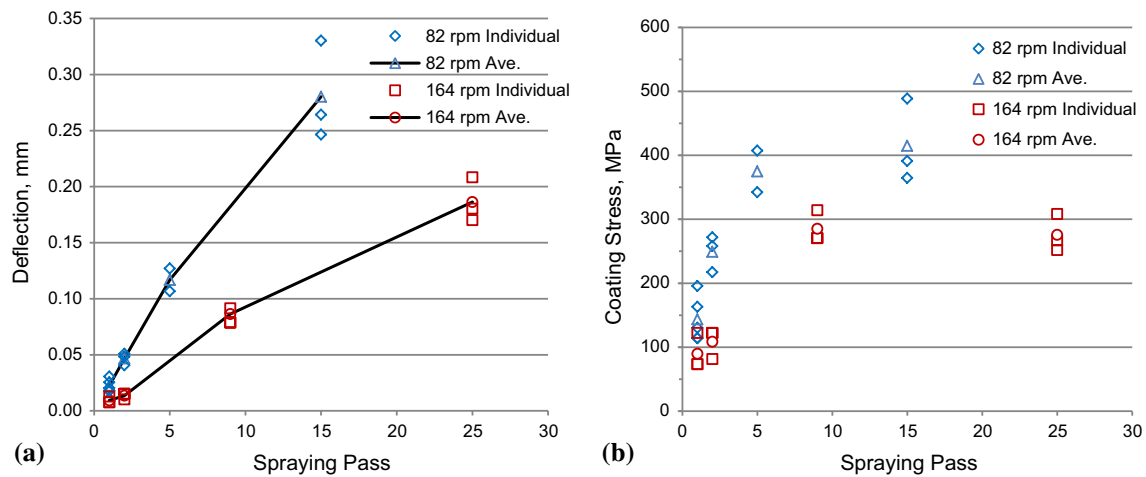 0.35
0.30
0.25
0.20
0.15
0.10
0.05
0.00
0 5 10 15 20 25 30
Deflection, mm
Spraying Pass
82 rpm Individual
82 rpm Ave.
164 rpm Individual
164 rpm Ave.
(a)
600
500
400
300
200
100
0
0 5 10 15 20 25 30
Coating Stress, MPa
Spraying Pass
82 rpm Individual
82 rpm Ave.
164 rpm Individual
164 rpm Ave.
(b)